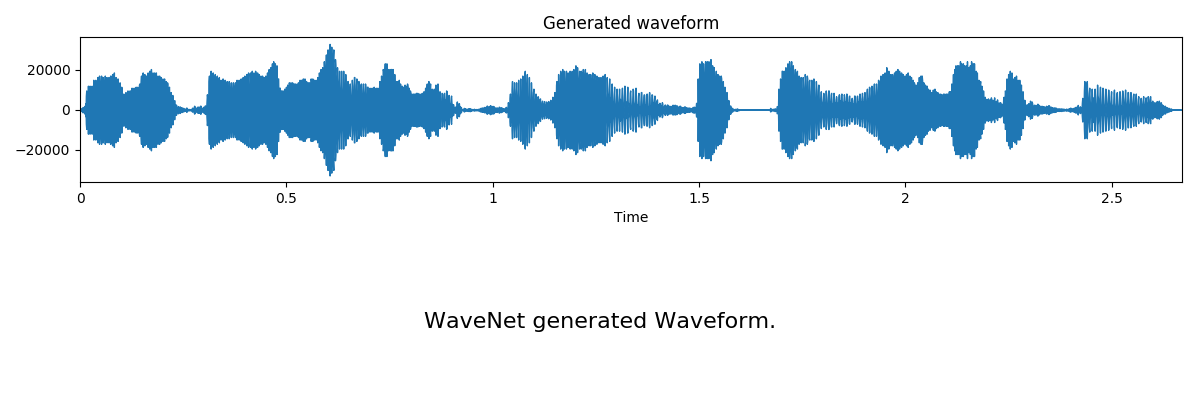 Generated waveform
20000
0
−20000
0 0.5 1 1.5 2 2.5
Time
WaveNet generated Waveform.